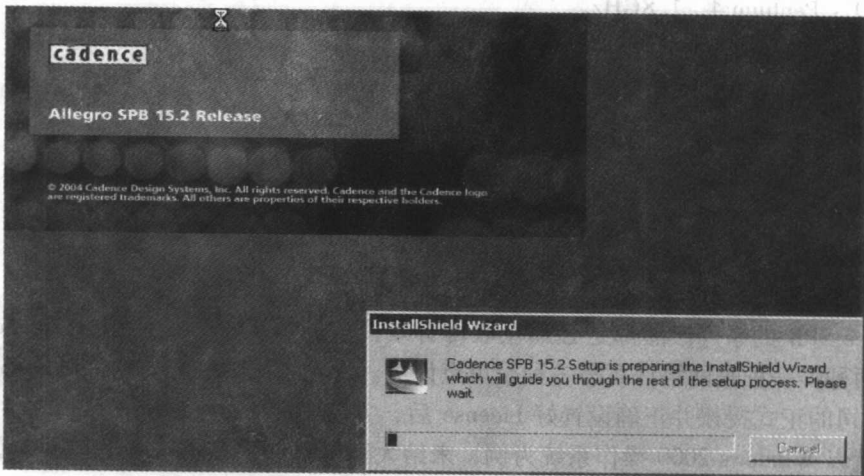 cadence
Allegro SPB 15.2 Release
© 2004 Cadence Design Systems, Inc. All rights reserved. Cadence and the Cadence logo
are registered trademarks. All others are properties of their respective holders.
InstallShield Wizard
Cadence SPB 15.2 Setup is preparing the InstallShield Wizard,
which will guide you through the rest of the setup process. Please
wait.
Cancel